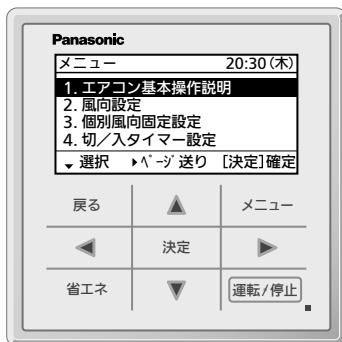 Panasonic
メニュー 20:30(木)
1. エアコン基本操作説明
2. 風向設定
3. 個別風向固定設定
4. 切／入タイマー設定
選択 ページ送り [決定]確定
戻る メニュー
決定
省エネ 運転/停止